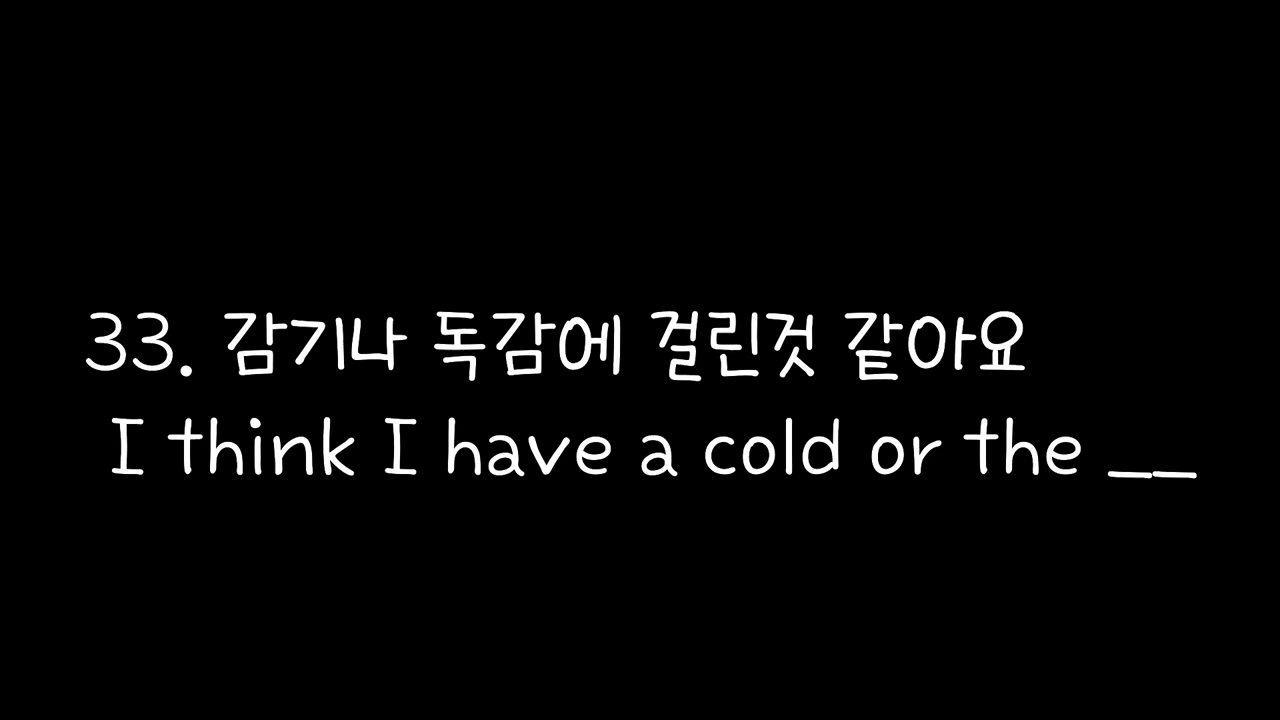 33. 감기나 독감에 걸린것 같아요
I think I have a cold or the __